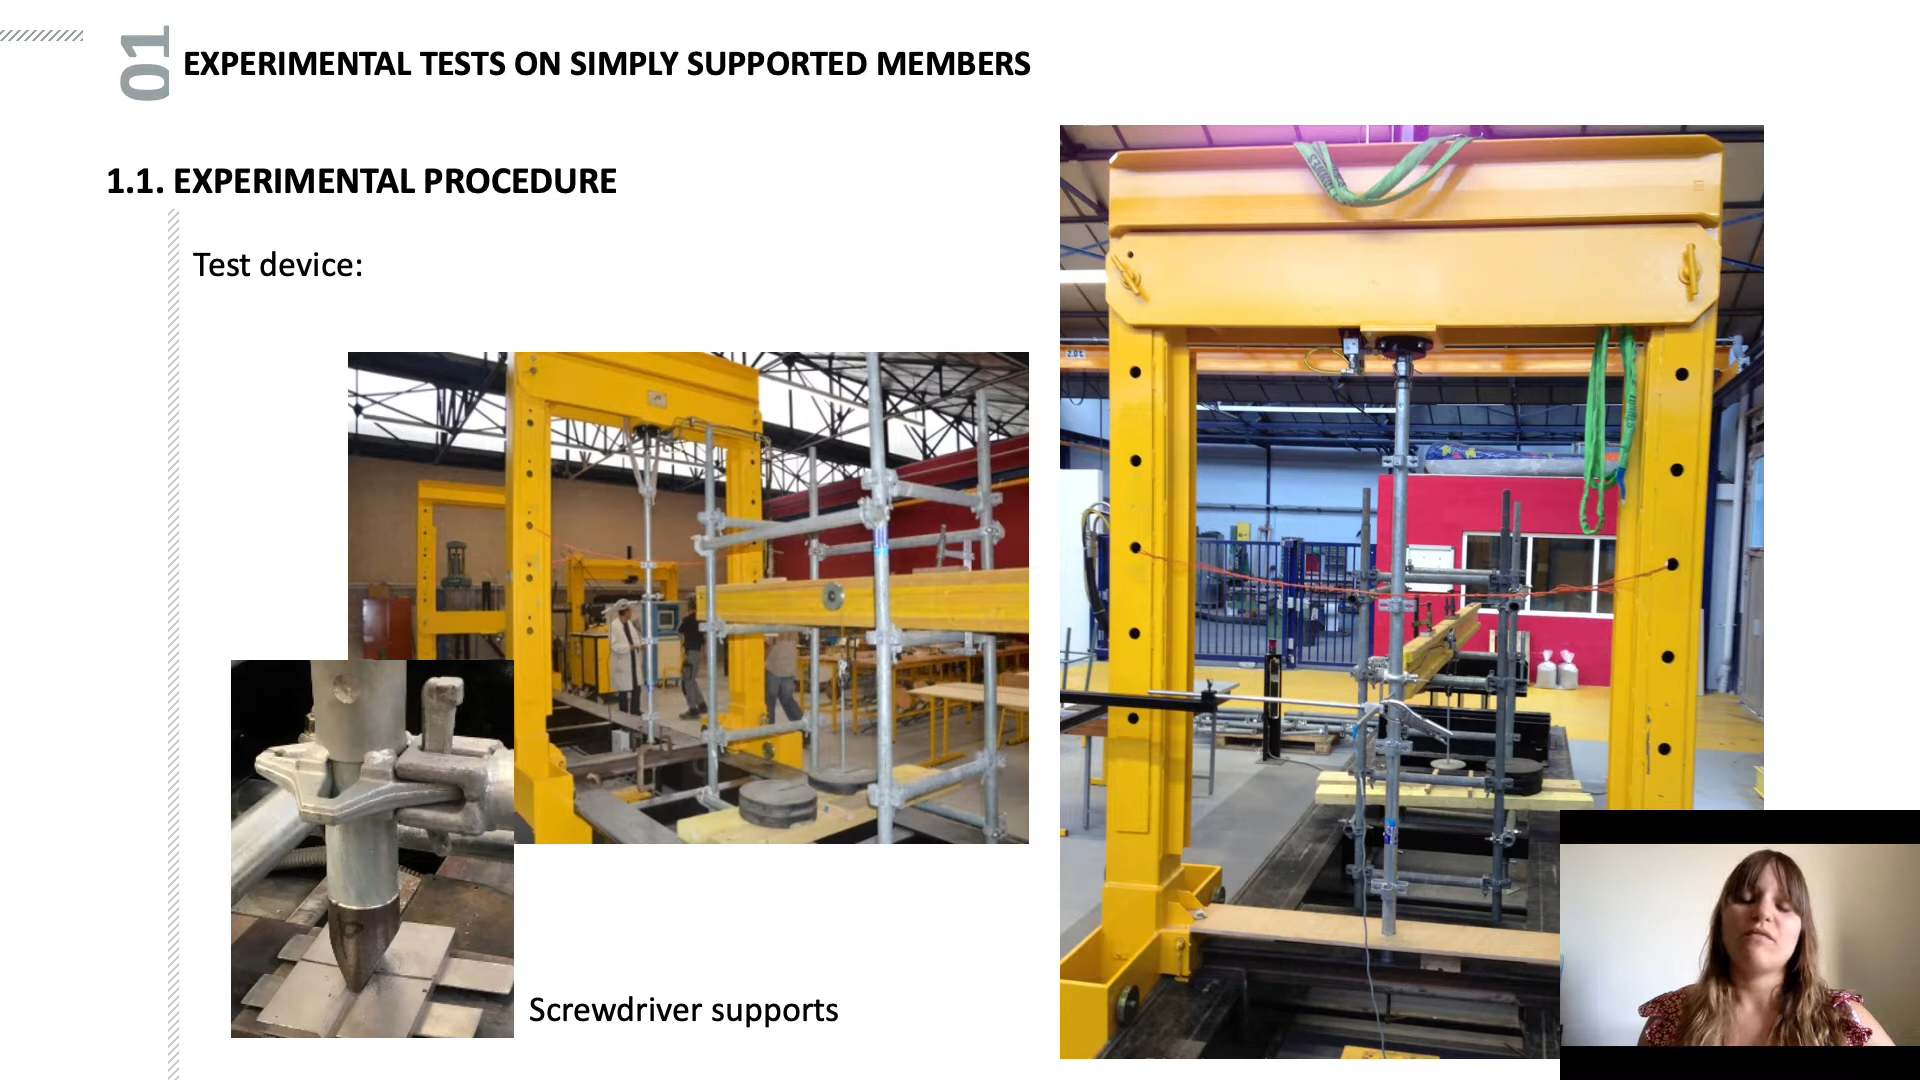 01
EXPERIMENTAL TESTS ON SIMPLY SUPPORTED MEMBERS
1.1. EXPERIMENTAL PROCEDURE
Test device:
Screwdriver supports